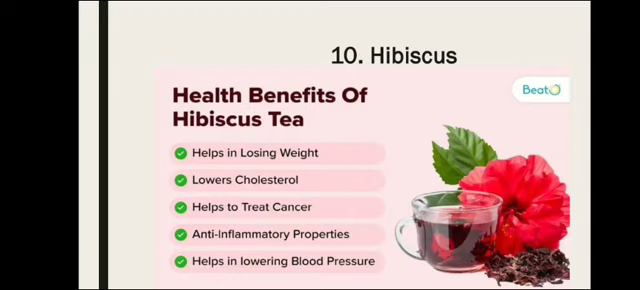 10. Hibiscus
BeatO
Health Benefits Of
Hibiscus Tea
Helps in Losing Weight
Lowers Cholesterol
Helps to Treat Cancer
Anti-Inflammatory Properties
Helps in lowering Blood Pressure